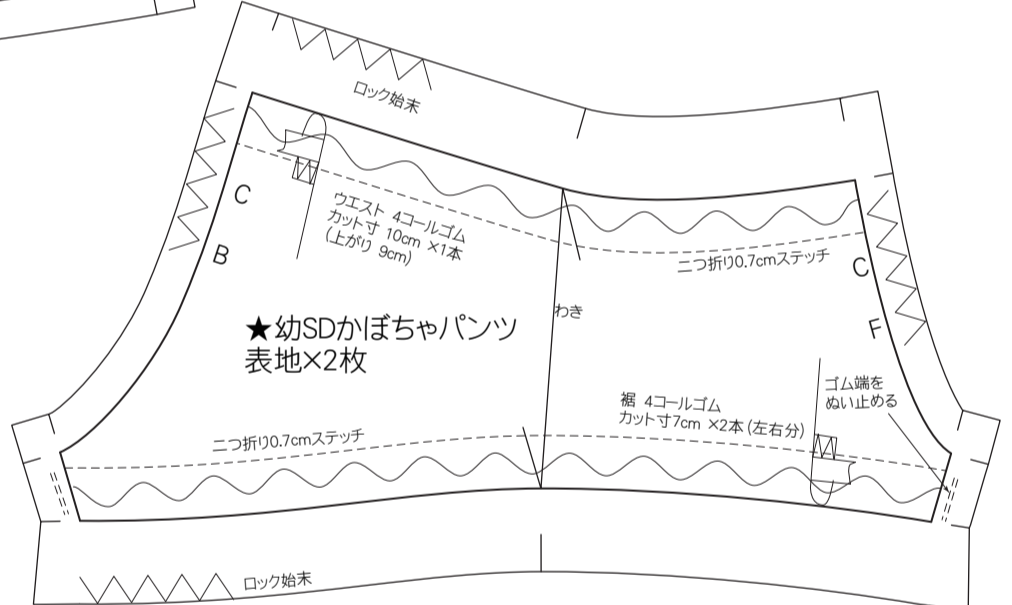 ロック始末
C
B
ウエスト 4コールゴム
カット寸 10cm ×1本
(上がり 9cm)
二つ折り0.7cmステッチ
C
F
わき
★幼SDかぼちゃパンツ
表地×2枚
ゴム端を
ぬい止める
裾 4コールゴム
カット寸7cm ×2本 (左右分)
二つ折り0.7cmステッチ
ロック始末